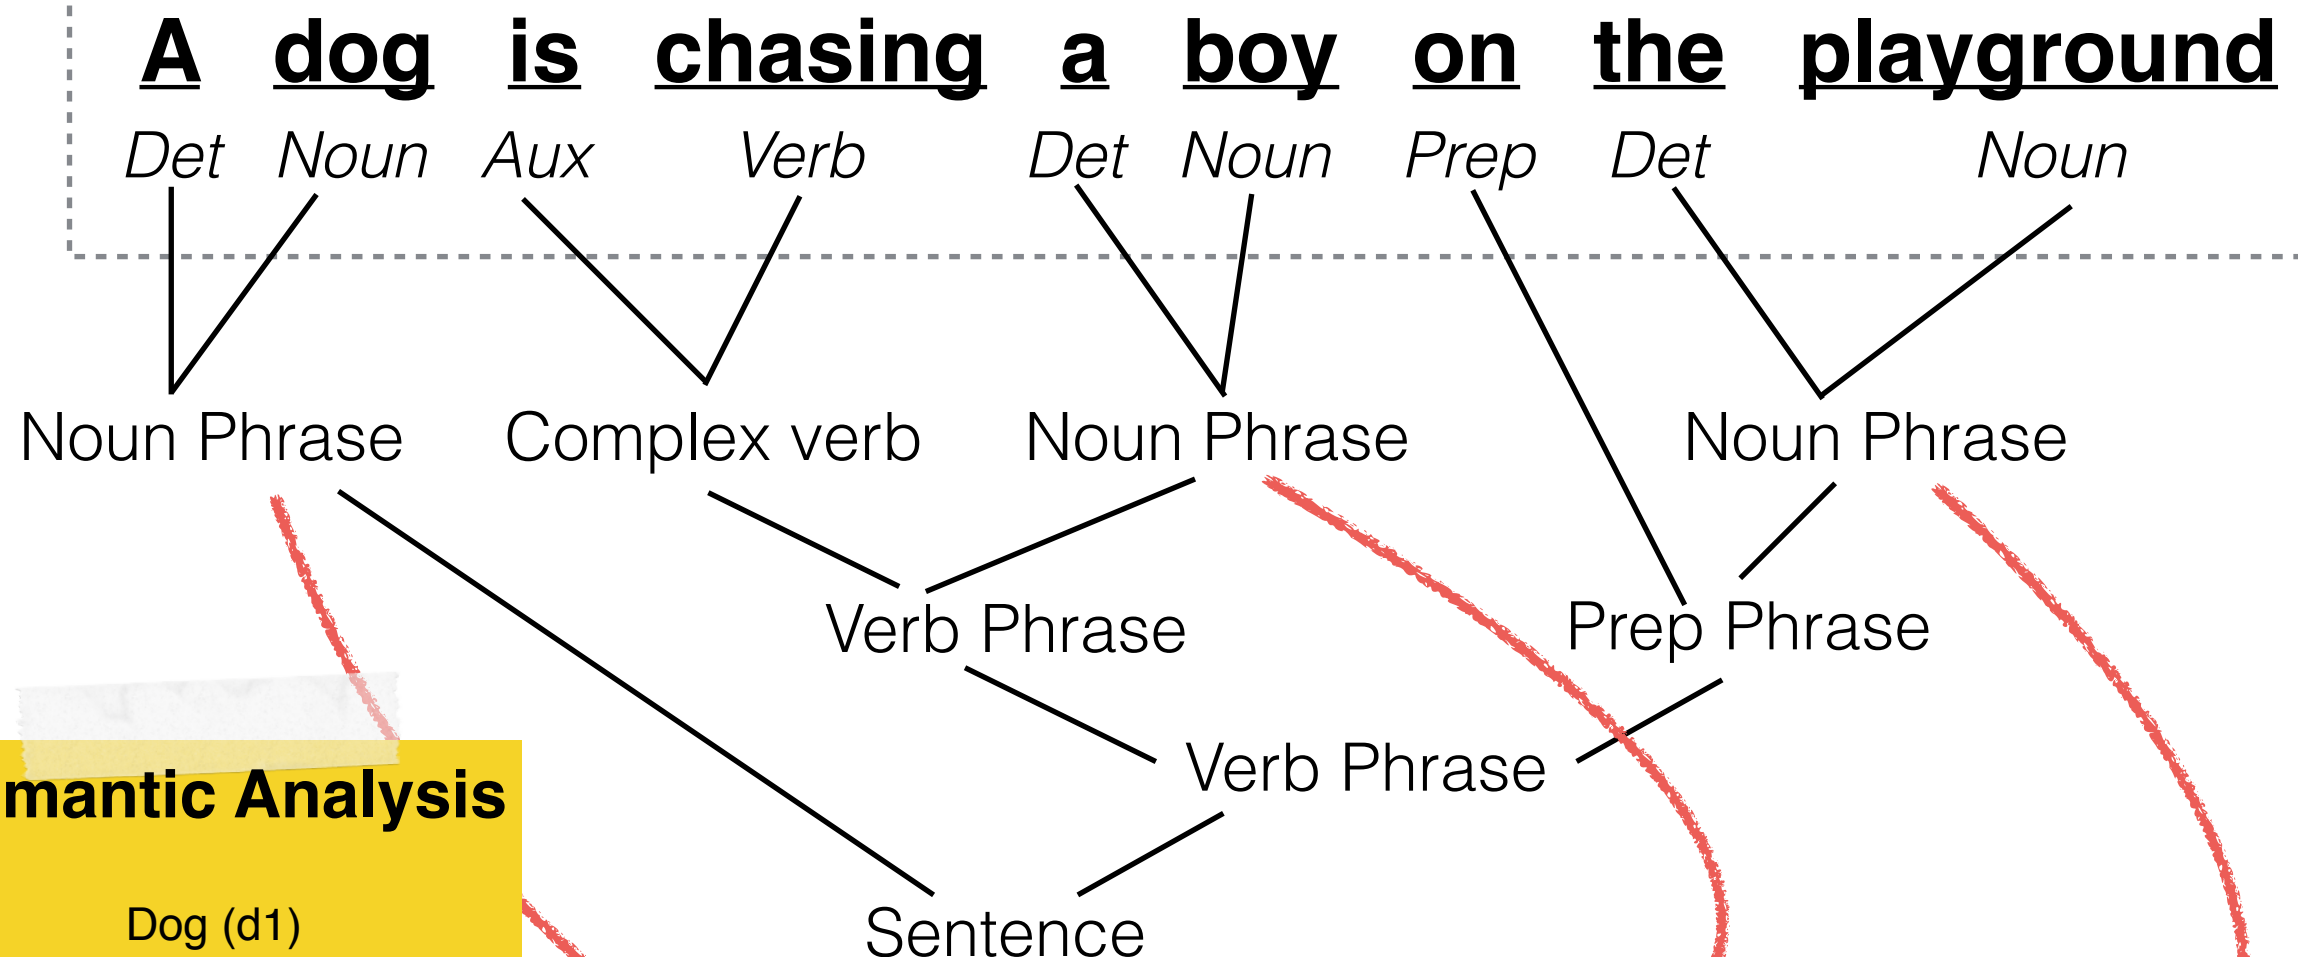 A dog is chasing a boy on the playground
Det Noun Aux Verb Det Noun Prep Det Noun
Noun Phrase Complex verb Noun Phrase Noun Phrase
Verb Phrase Prep Phrase
Verb Phrase
mantic Analysis
Dog (d1)
Sentence